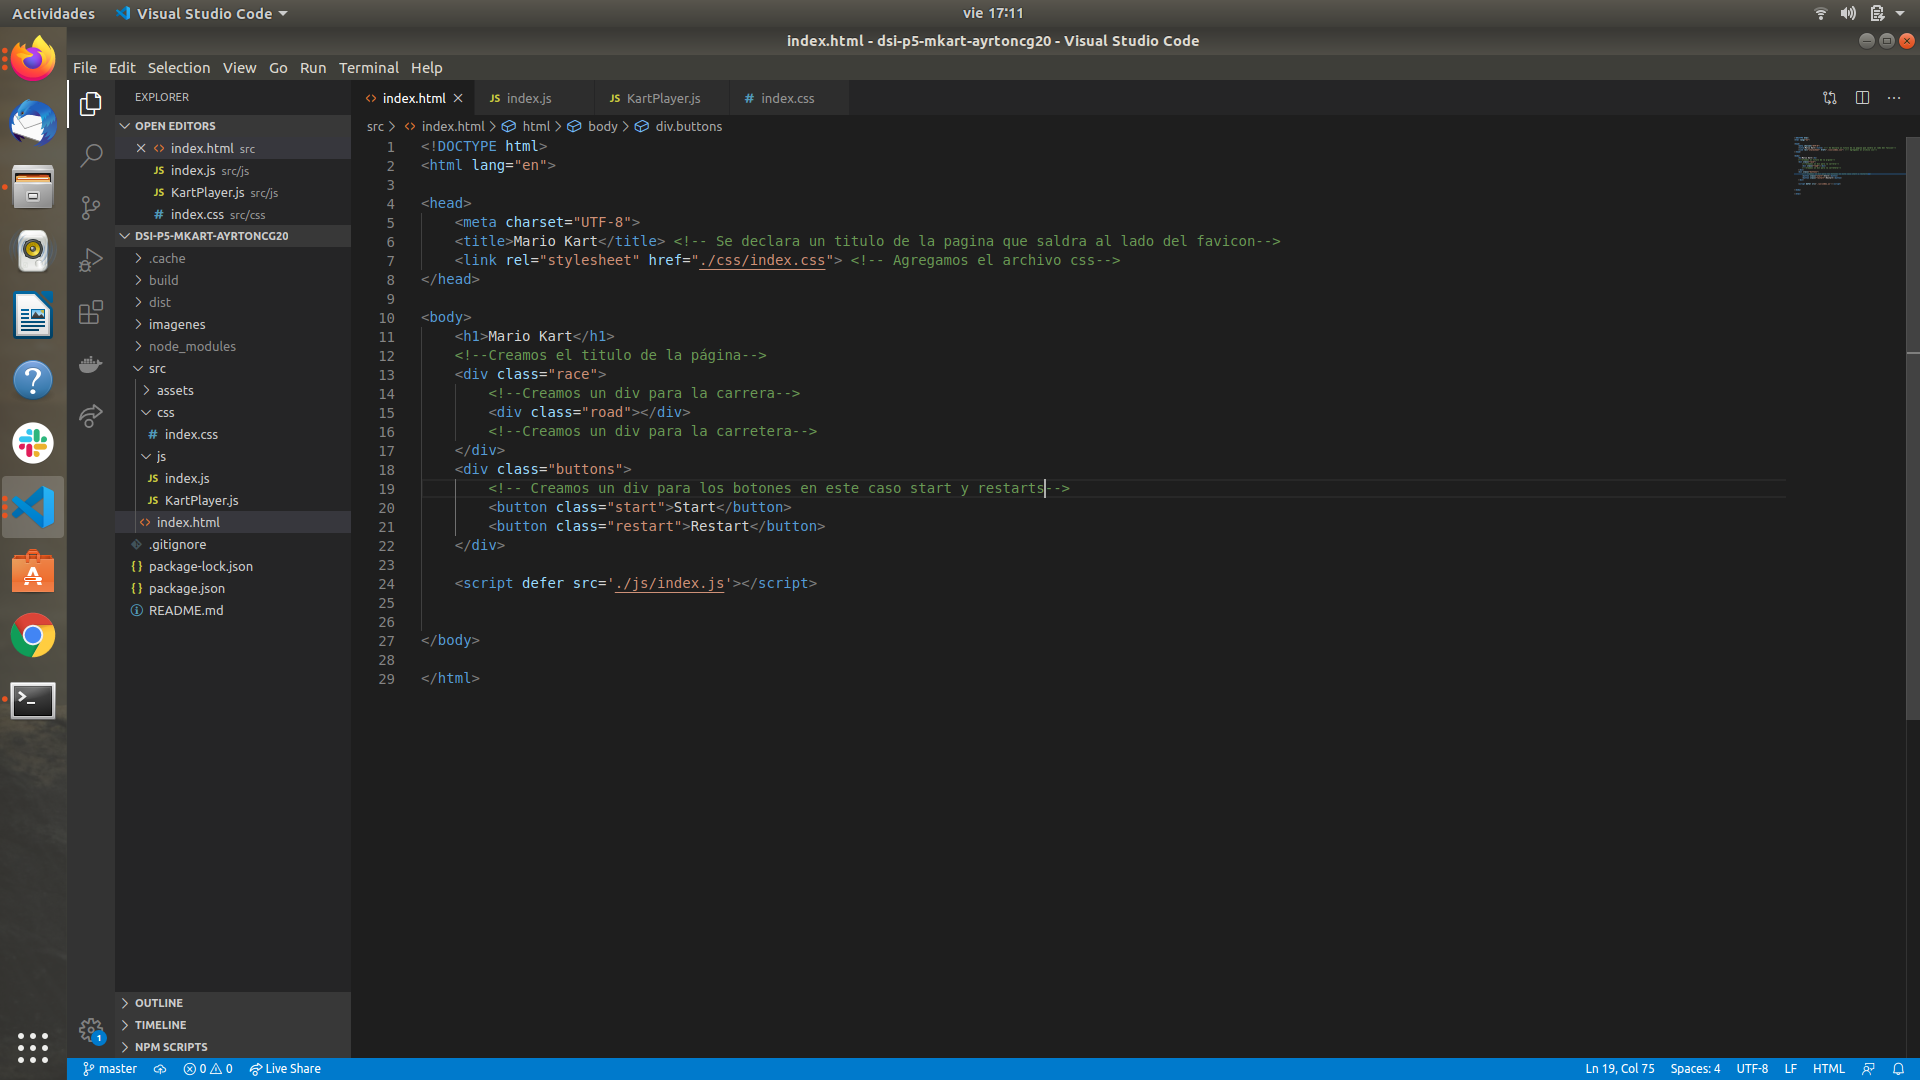 Actividades Visual Studio Code vie 17:11
index.html - dsi-p5-mkart-ayrtoncg20 - Visual Studio Code
File Edit Selection View Go Run Terminal Help
EXPLORER
OPEN EDITORS
index.html src
index.js src/js
KartPlayer.js src/js
index.css src/css
DSI-P5-MKART-AYRTONCG20
.cache
build
dist
imagenes
node_modules
src
assets
css
index.css
js
index.js
KartPlayer.js
index.html
.gitignore
package-lock.json
package.json
README.md
OUTLINE
TIMELINE
NPM SCRIPTS
1
index.html index.js KartPlayer.js index.css
src > index.html > html > body > div.buttons
1 <!DOCTYPE html>
2 <html lang="en">
3
4 <head>
5 <meta charset="UTF-8">
6 <title>Mario Kart</title> <!-- Se declara un titulo de la pagina que saldra al lado del favicon-->
7 <link rel="stylesheet" href="./css/index.css"> <!-- Agregamos el archivo css-->
8 </head>
9
10 <body>
11 <h1>Mario Kart</h1>
12 <!--Creamos el titulo de la página-->
13 <div class="race">
14 <!--Creamos un div para la carrera-->
15 <div class="road"></div>
16 <!--Creamos un div para la carretera-->
17 </div>
18 <div class="buttons">
19 <!-- Creamos un div para los botones en este caso start y restarts-->
20 <button class="start">Start</button>
21 <button class="restart">Restart</button>
22 </div>
23
24 <script defer src='./js/index.js'></script>
25
26
27 </body>
28
29 </html>
master 0 0 Live Share Ln 19, Col 75 Spaces: 4 UTF-8 LF HTML